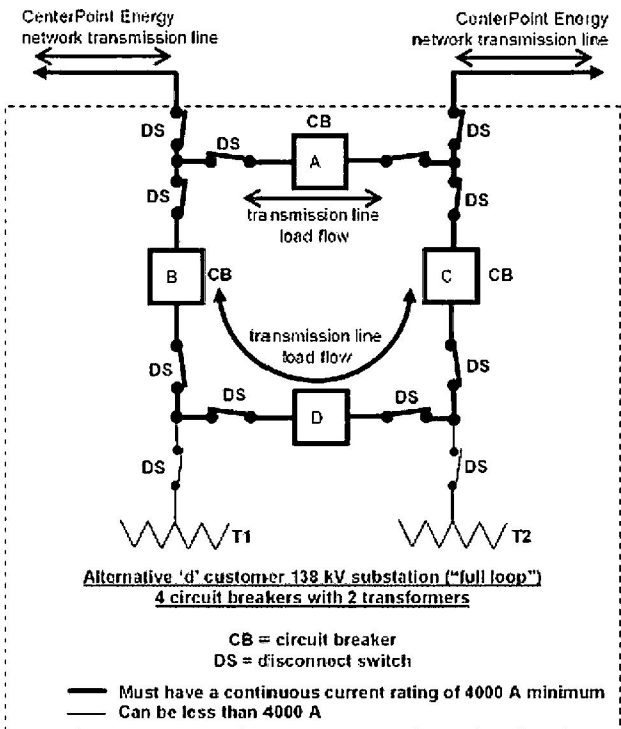 CenterPoint Energy
network transmission line
CenterPoint Energy
network transmission line
DS
DS
CB
A
DS
DS
DS
transmission line
load flow
B
CB
C
CB
transmission line
load flow
DS
DS
DS
D
DS
DS
DS
T1
T2
Alternative 'd' customer 138 kV substation ("full loop")
4 circuit breakers with 2 transformers
CB = circuit breaker
DS = disconnect switch
Must have a continuous current rating of 4000 A minimum
Can be less than 4000 A